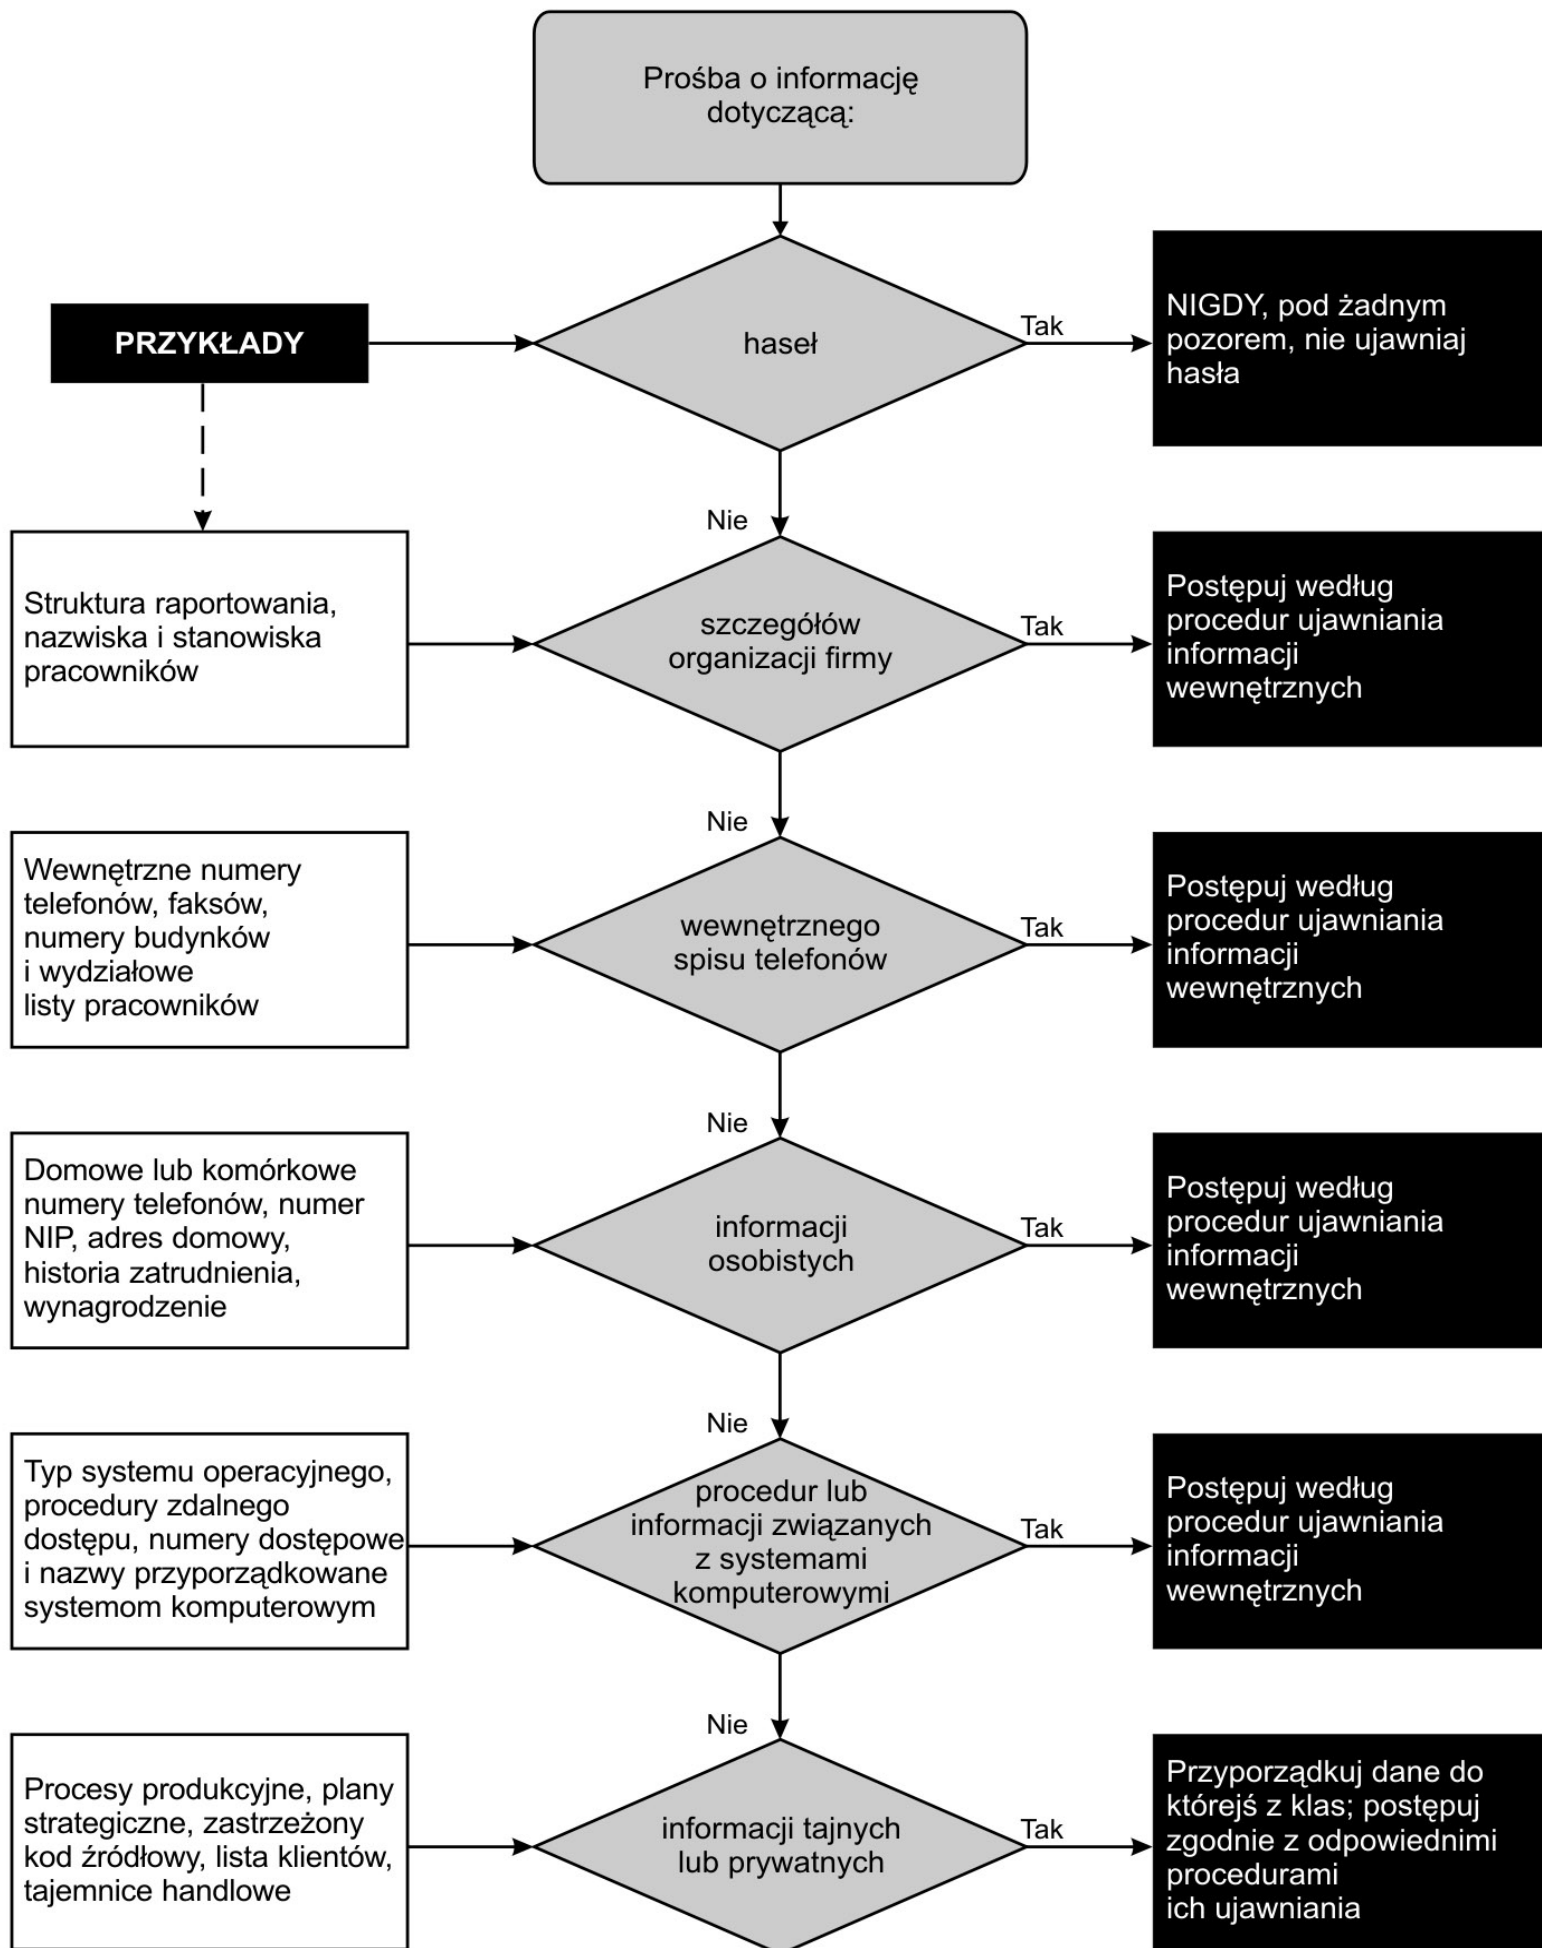 Prośba o informację
dotyczącą:
PRZYKŁADY
haseł
Tak
NIGDY, pod żadnym
pozorem, nie ujawniaj
hasła
Nie
Struktura raportowania,
nazwiska i stanowiska
pracowników
szczegółów
organizacji firmy
Tak
Postępuj według
procedur ujawniania
informacji
wewnętrznych
Nie
Wewnętrzne numery
telefonów, faksów,
numery budynków
i wydziałowe
listy pracowników
wewnętrznego
spisu telefonów
Tak
Postępuj według
procedur ujawniania
informacji
wewnętrznych
Nie
Domowe lub komórkowe
numery telefonów, numer
NIP, adres domowy,
historia zatrudnienia,
wynagrodzenie
informacji
osobistych
Tak
Postępuj według
procedur ujawniania
informacji
wewnętrznych
Nie
Typ systemu operacyjnego,
procedury zdalnego
dostępu, numery dostępowe
i nazwy przyporządkowane
systemom komputerowym
procedur lub
informacji związanych
z systemami
komputerowymi
Tak
Postępuj według
procedur ujawniania
informacji
wewnętrznych
Nie
Procesy produkcyjne, plany
strategiczne, zastrzeżony
kod źródłowy, lista klientów,
tajemnice handlowe
informacji tajnych
lub prywatnych
Tak
Przyporządkuj dane do
którejś z klas; postępuj
zgodnie z odpowiednimi
procedurami
ich ujawniania